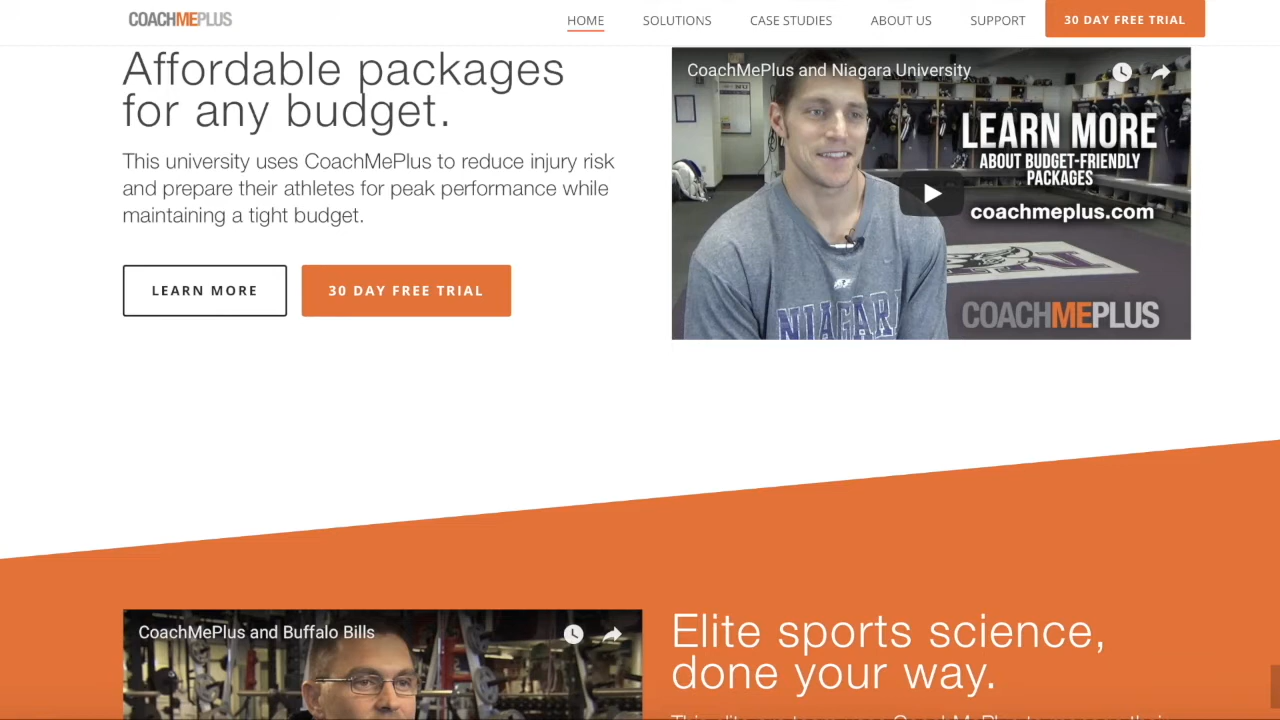 COACHMEPLUS
HOME
SOLUTIONS
CASE STUDIES
ABOUT US
SUPPORT
30 DAY FREE TRIAL
Affordable packages
for any budget.
This university uses CoachMePlus to reduce injury risk
and prepare their athletes for peak performance while
maintaining a tight budget.
LEARN MORE
30 DAY FREE TRIAL
CoachMePlus and Niagara University
LEARN MORE
ABOUT BUDGET-FRIENDLY
PACKAGES
coachmeplus.com
COACHMEPLUS
CoachMePlus and Buffalo Bills
Elite sports science,
done your way.